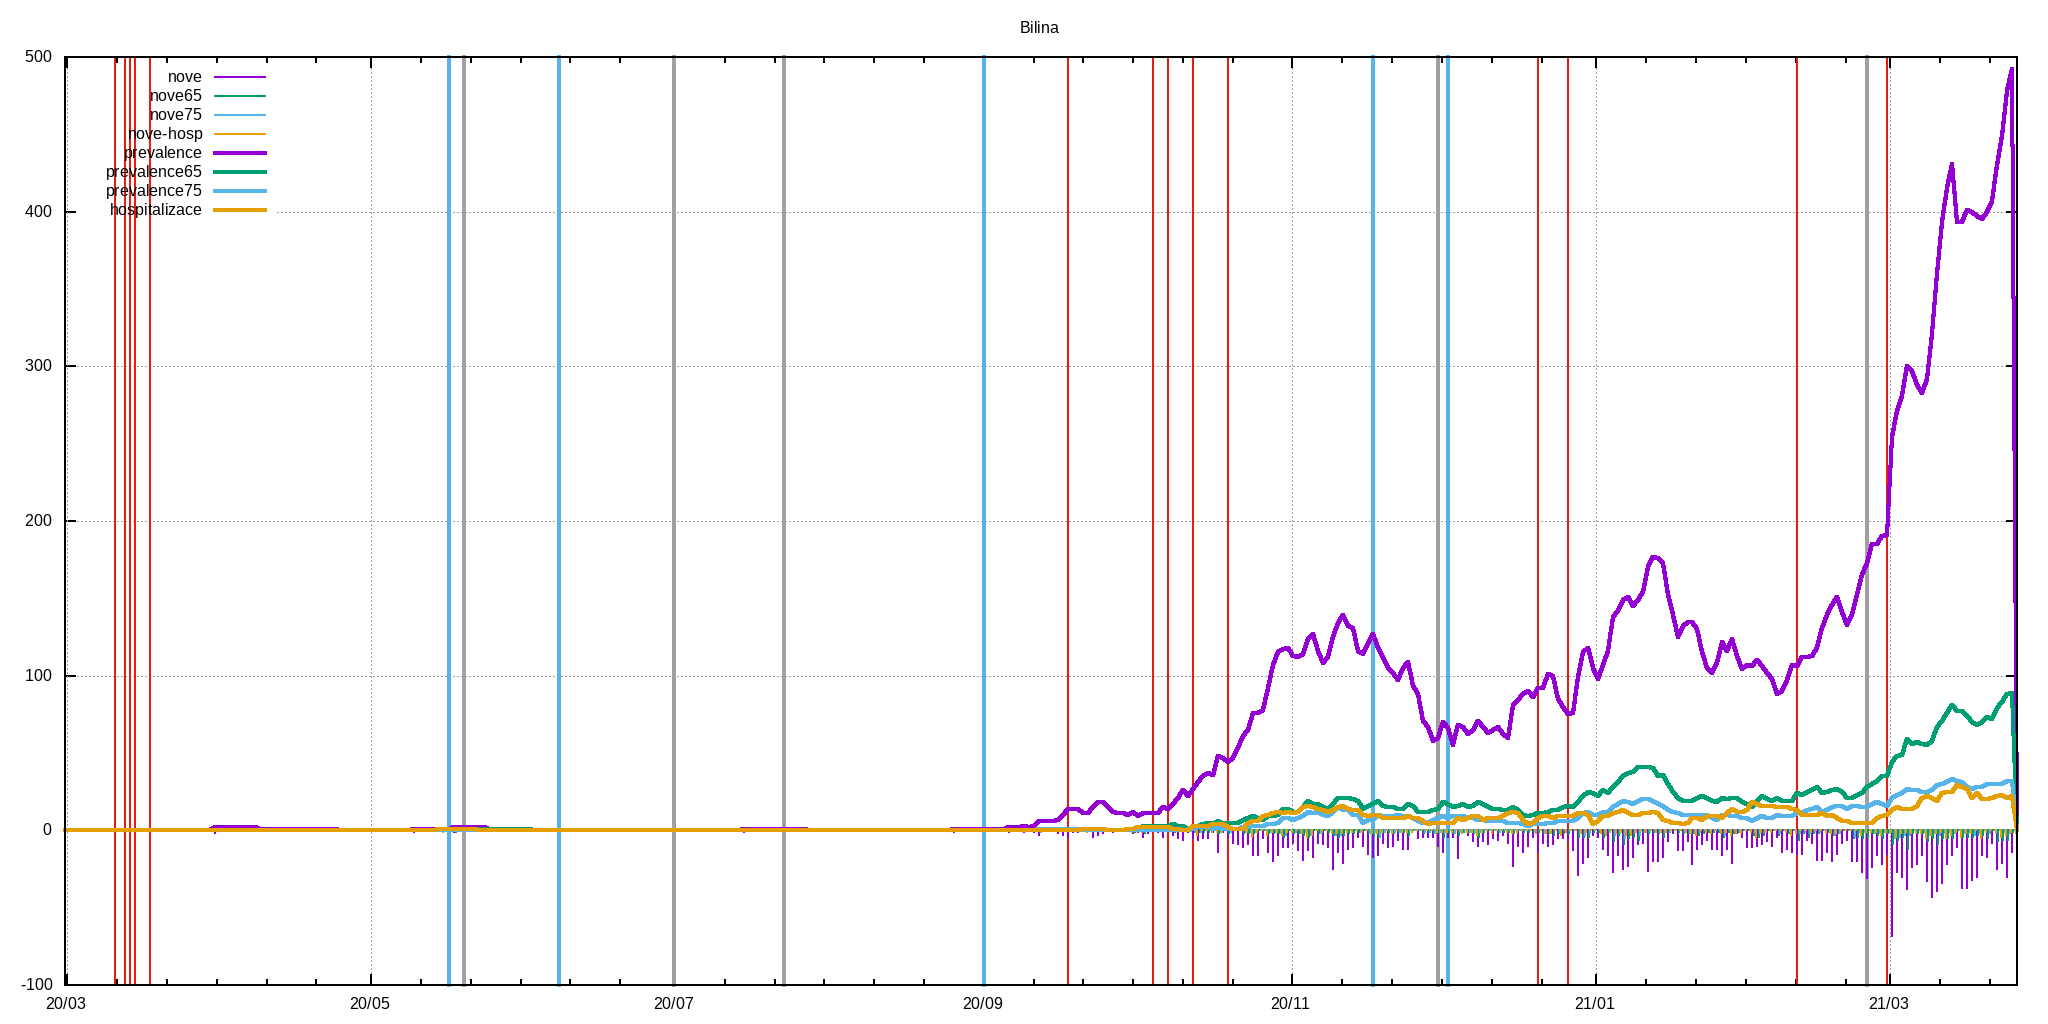 Bilina
500
nove
nove65
nove75
nove-hosp
prevalence
prevalence65
prevalence75
hospitalizace
400
300
200
100
0
-100
20/03 20/05 20/07 20/09 20/11 21/01 21/03